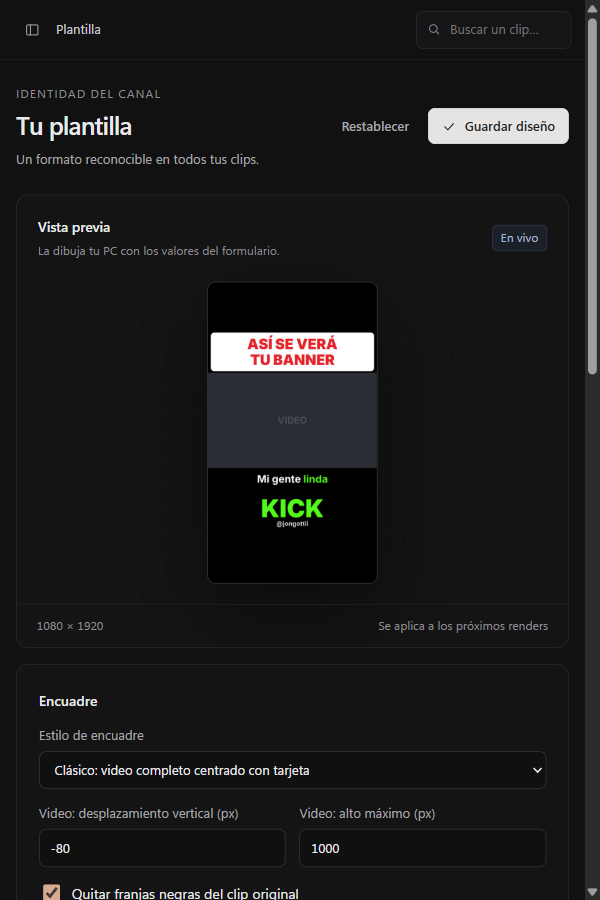 Plantilla
Buscar un clip...
IDENTIDAD DEL CANAL
Tu plantilla
Restablecer
Guardar diseño
Un formato reconocible en todos tus clips.
Vista previa
La dibuja tu PC con los valores del formulario.
En vivo
ASÍ SE VERÁ
TU BANNER
VIDEO
Mi gente linda
KICK
@jongottli
1080 × 1920
Se aplica a los próximos renders
Encuadre
Estilo de encuadre
Clásico: video completo centrado con tarjeta
Video: desplazamiento vertical (px)
Video: alto máximo (px)
-80
1000
Quitar franjas negras del clip original